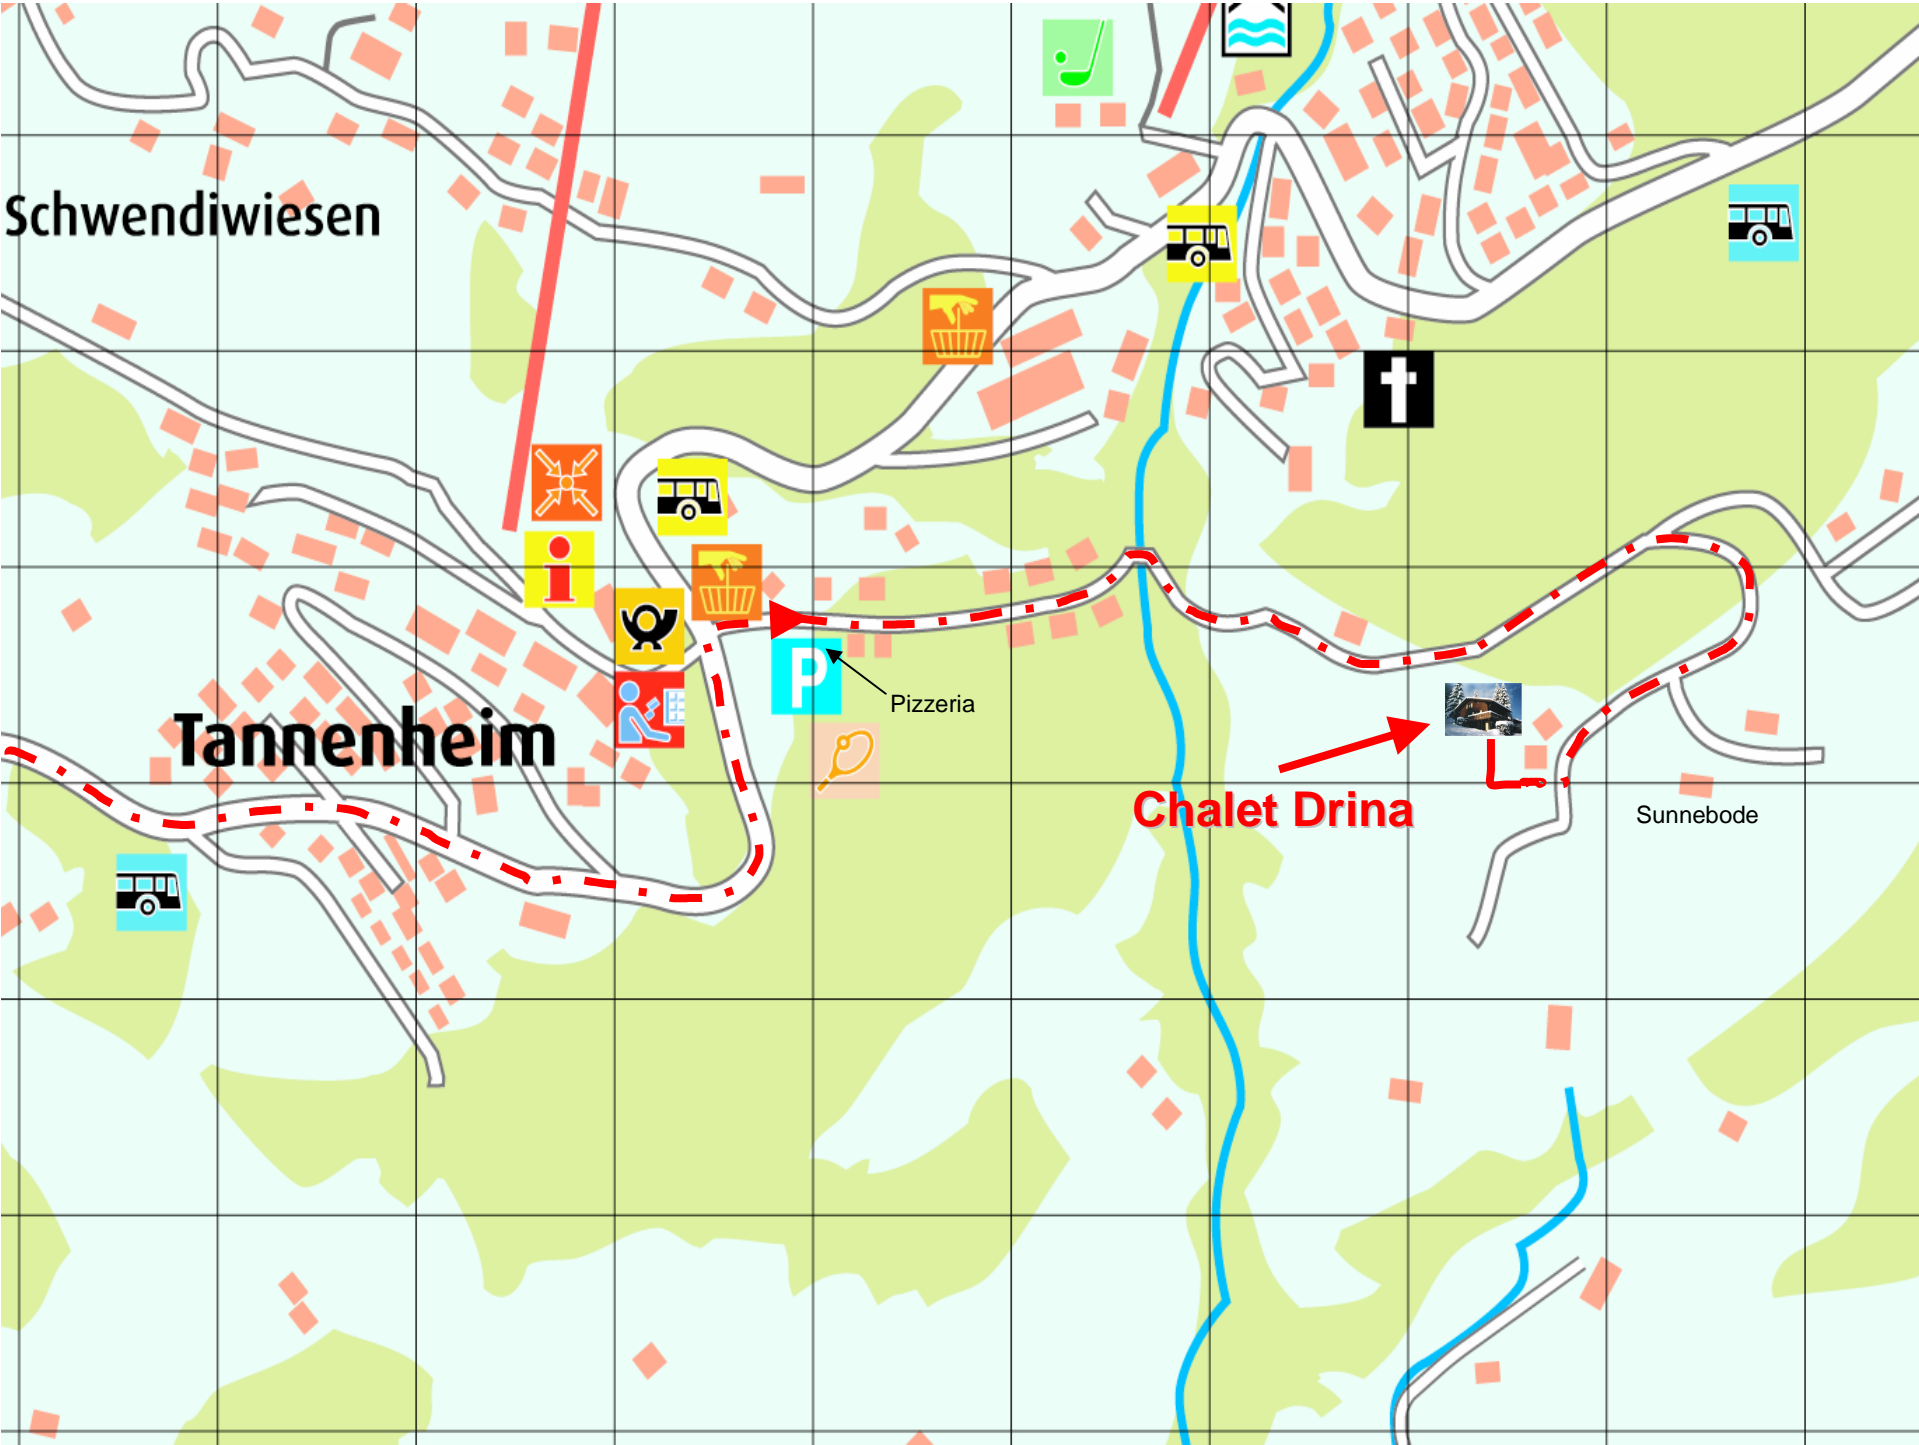 Schwendiwiesen
P
Pizzeria
Tannenheim
Chalet Drina
Sunnebode